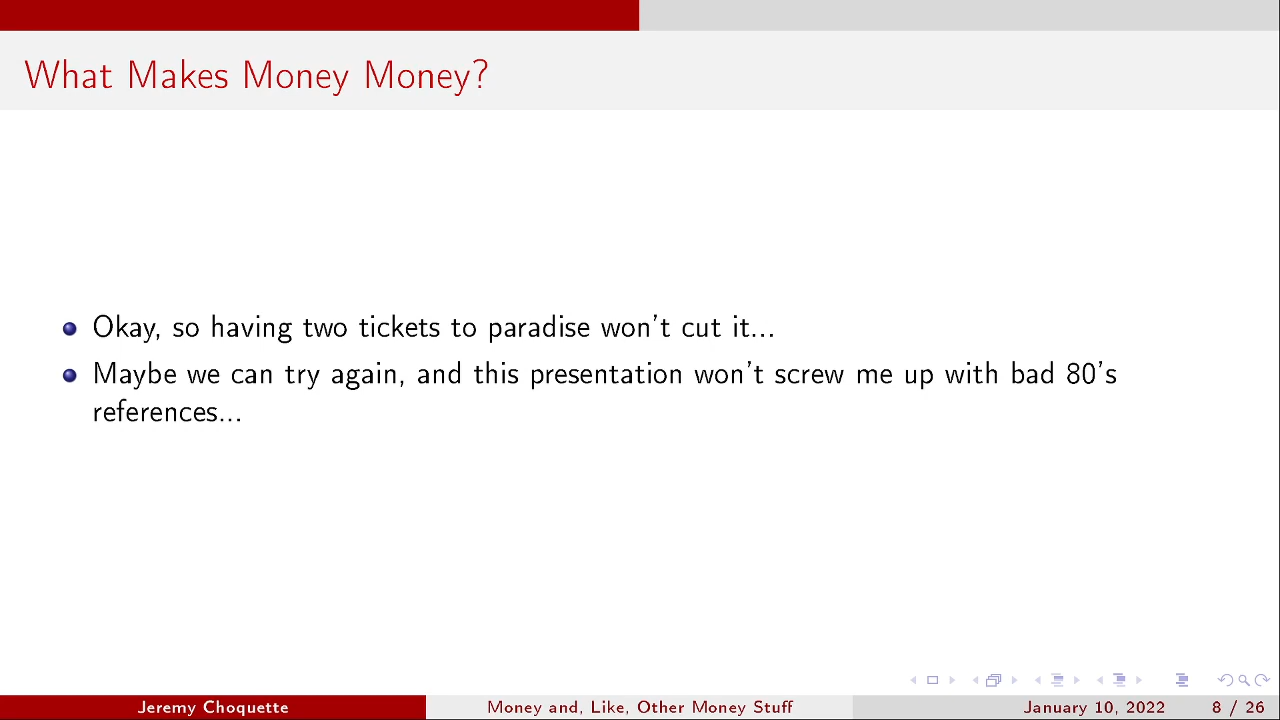 What Makes Money Money?
Okay, so having two tickets to paradise won't cut it...
Maybe we can try again, and this presentation won't screw me up with bad 80's
references...
Jeremy Choquette
Money and, Like, Other Money Stuff
January 10, 2022
8 / 26